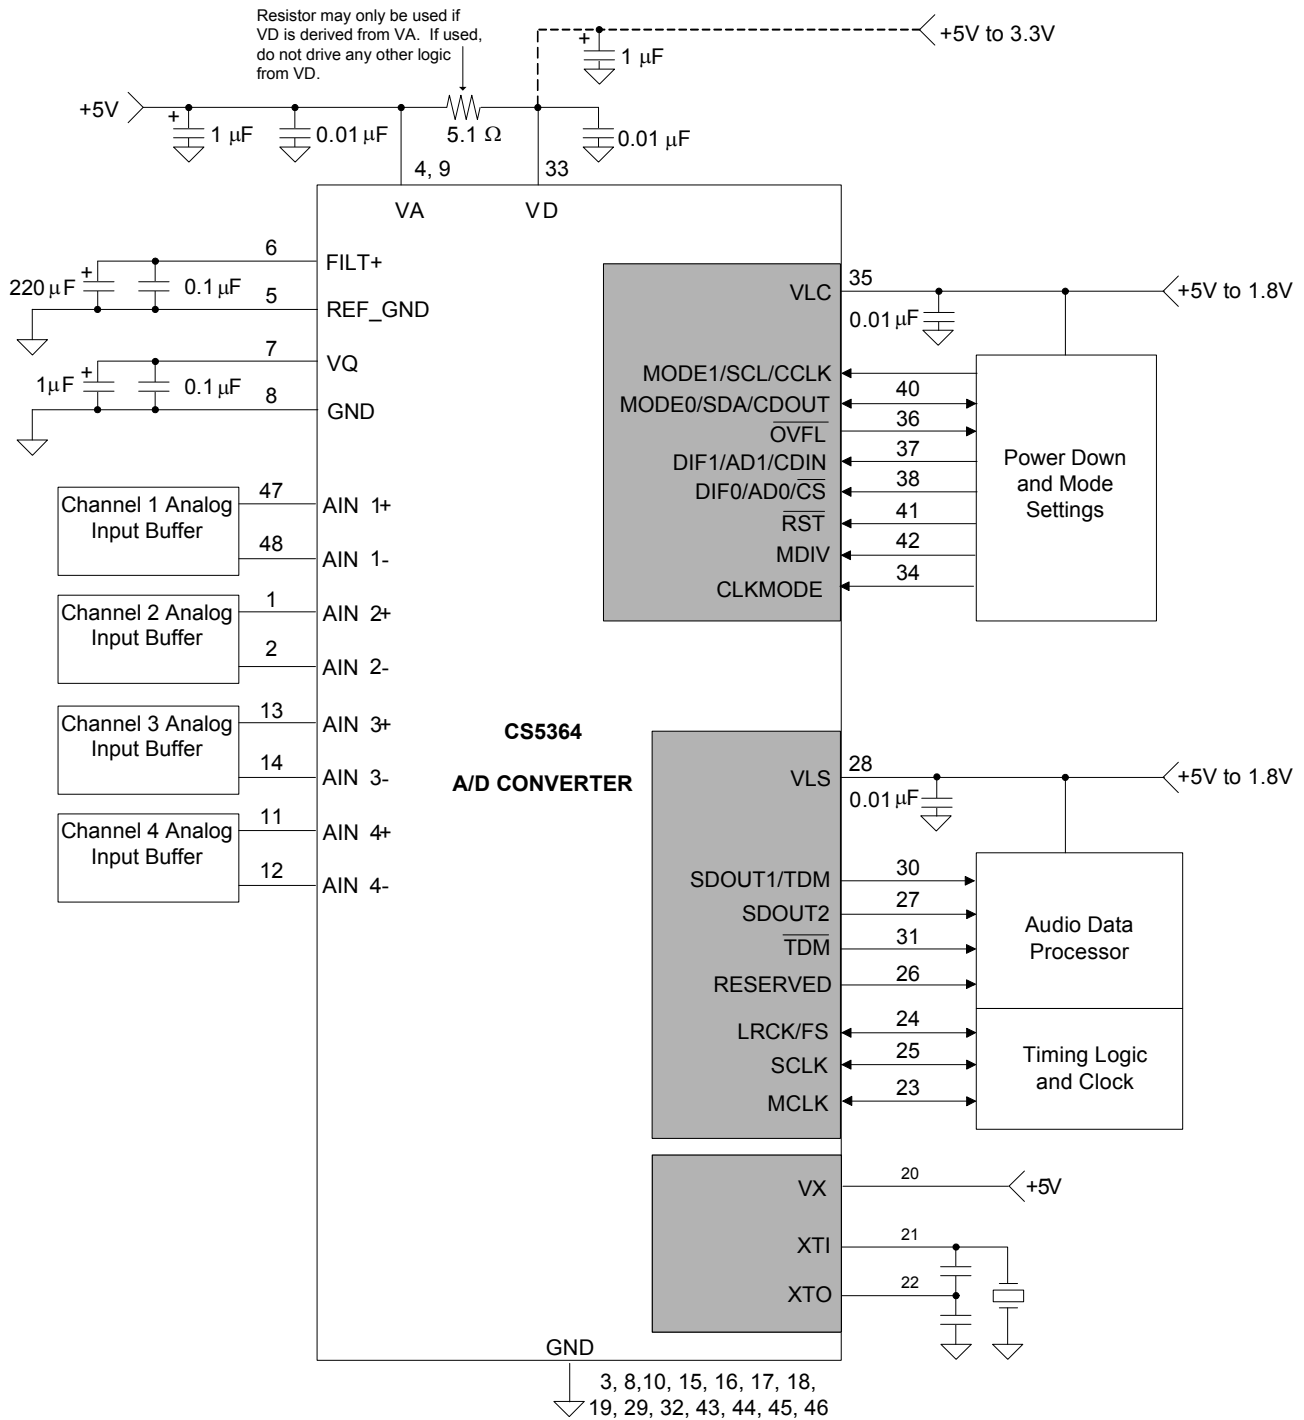 Resistor may only be used if
VD is derived from VA. If used,
do not drive any other logic
from VD.
+
1 µF
+5V to 3.3V
+5V
+
1 µF
0.01 µF
5.1 Ω
0.01 µF
4, 9
33
VA
VD
6
FILT+
220 µF
+
0.1 µF
5
REF_GND
7
VQ
1µF
+
0.1 µF
8
GND
Channel 1 Analog
Input Buffer
47
AIN 1+
48
AIN 1-
Channel 2 Analog
Input Buffer
1
AIN 2+
2
AIN 2-
Channel 3 Analog
Input Buffer
13
AIN 3+
14
AIN 3-
Channel 4 Analog
Input Buffer
11
AIN 4+
12
AIN 4-
CS5364
A/D CONVERTER
VLC
35
0.01 µF
+5V to 1.8V
MODE1/SCL/CCLK
MODE0/SDA/CDOUT
40
OVFL
36
DIF1/AD1/CDIN
37
DIF0/AD0/CS
38
RST
41
MDIV
42
CLKMODE
34
Power Down
and Mode
Settings
VLS
28
0.01 µF
+5V to 1.8V
SDOUT1/TDM
30
SDOUT2
27
TDM
31
RESERVED
26
Audio Data
Processor
LRCK/FS
24
SCLK
25
MCLK
23
Timing Logic
and Clock
VX
20
+5V
XTI
21
XTO
22
GND
3, 8,10, 15, 16, 17, 18,
19, 29, 32, 43, 44, 45, 46